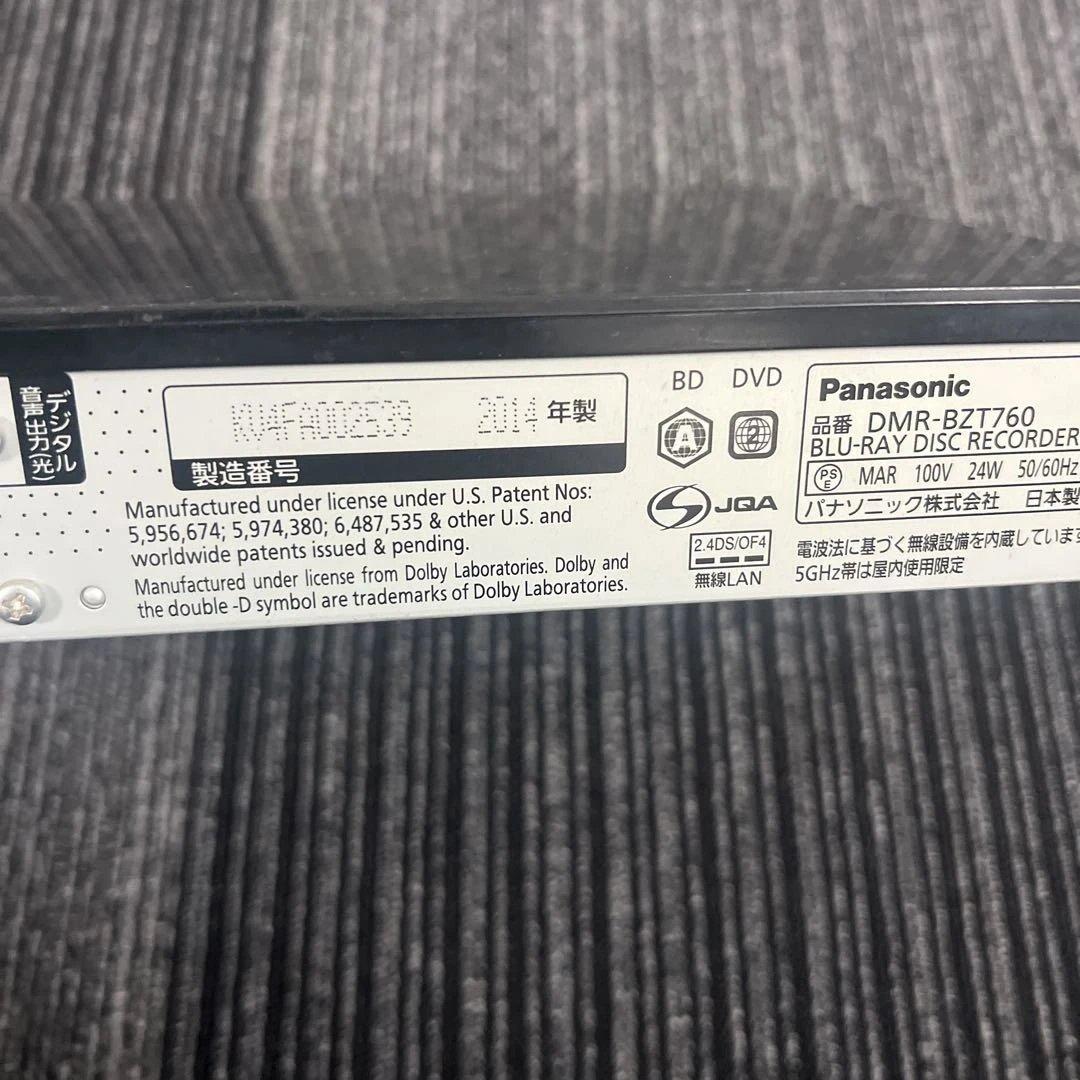 デジタル
音声出力(光)
KV4FA002539 2014年製
製造番号
Manufactured under license under U.S. Patent Nos:
5,956,674; 5,974,380; 6,487,535 & other U.S. and
worldwide patents issued & pending.
Manufactured under license from Dolby Laboratories. Dolby and
the double -D symbol are trademarks of Dolby Laboratories.
BD DVD
A 2
S JQA
2.4DS/OF4
無線LAN
Panasonic
品番 DMR-BZT760
BLU-RAY DISC RECORDER
PSE MAR 100V 24W 50/60Hz
パナソニック株式会社 日本製
電波法に基づく無線設備を内蔵しています
5GHz帯は屋内使用限定